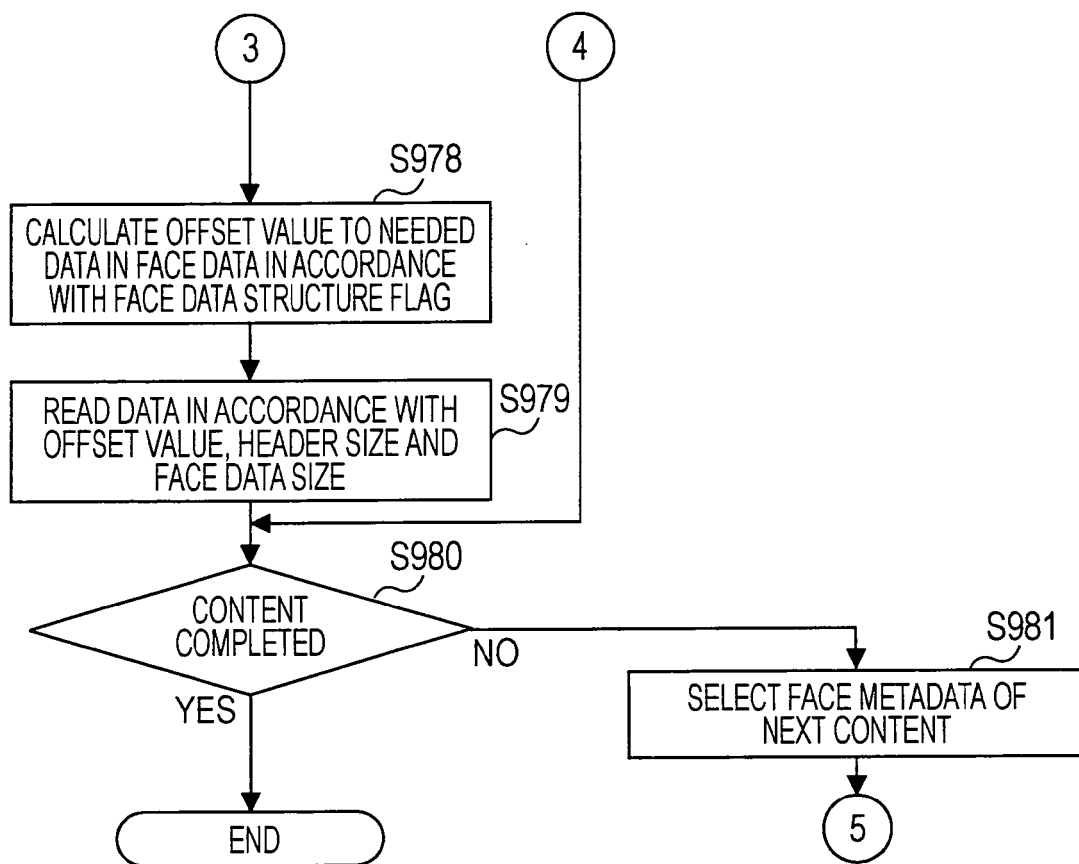 3
4
S978
CALCULATE OFFSET VALUE TO NEEDED
DATA IN FACE DATA IN ACCORDANCE
WITH FACE DATA STRUCTURE FLAG
S979
READ DATA IN ACCORDANCE WITH
OFFSET VALUE, HEADER SIZE AND
FACE DATA SIZE
S980
CONTENT
COMPLETED
NO
YES
S981
SELECT FACE METADATA OF
NEXT CONTENT
END
5